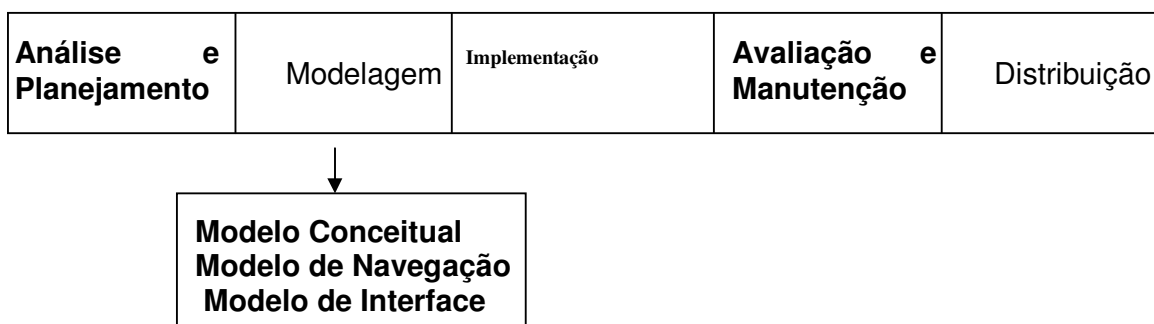 Análise e
Planejamento
Modelagem
Implementação
Avaliação e
Manutenção
Distribuição
Modelo Conceitual
Modelo de Navegação
Modelo de Interface